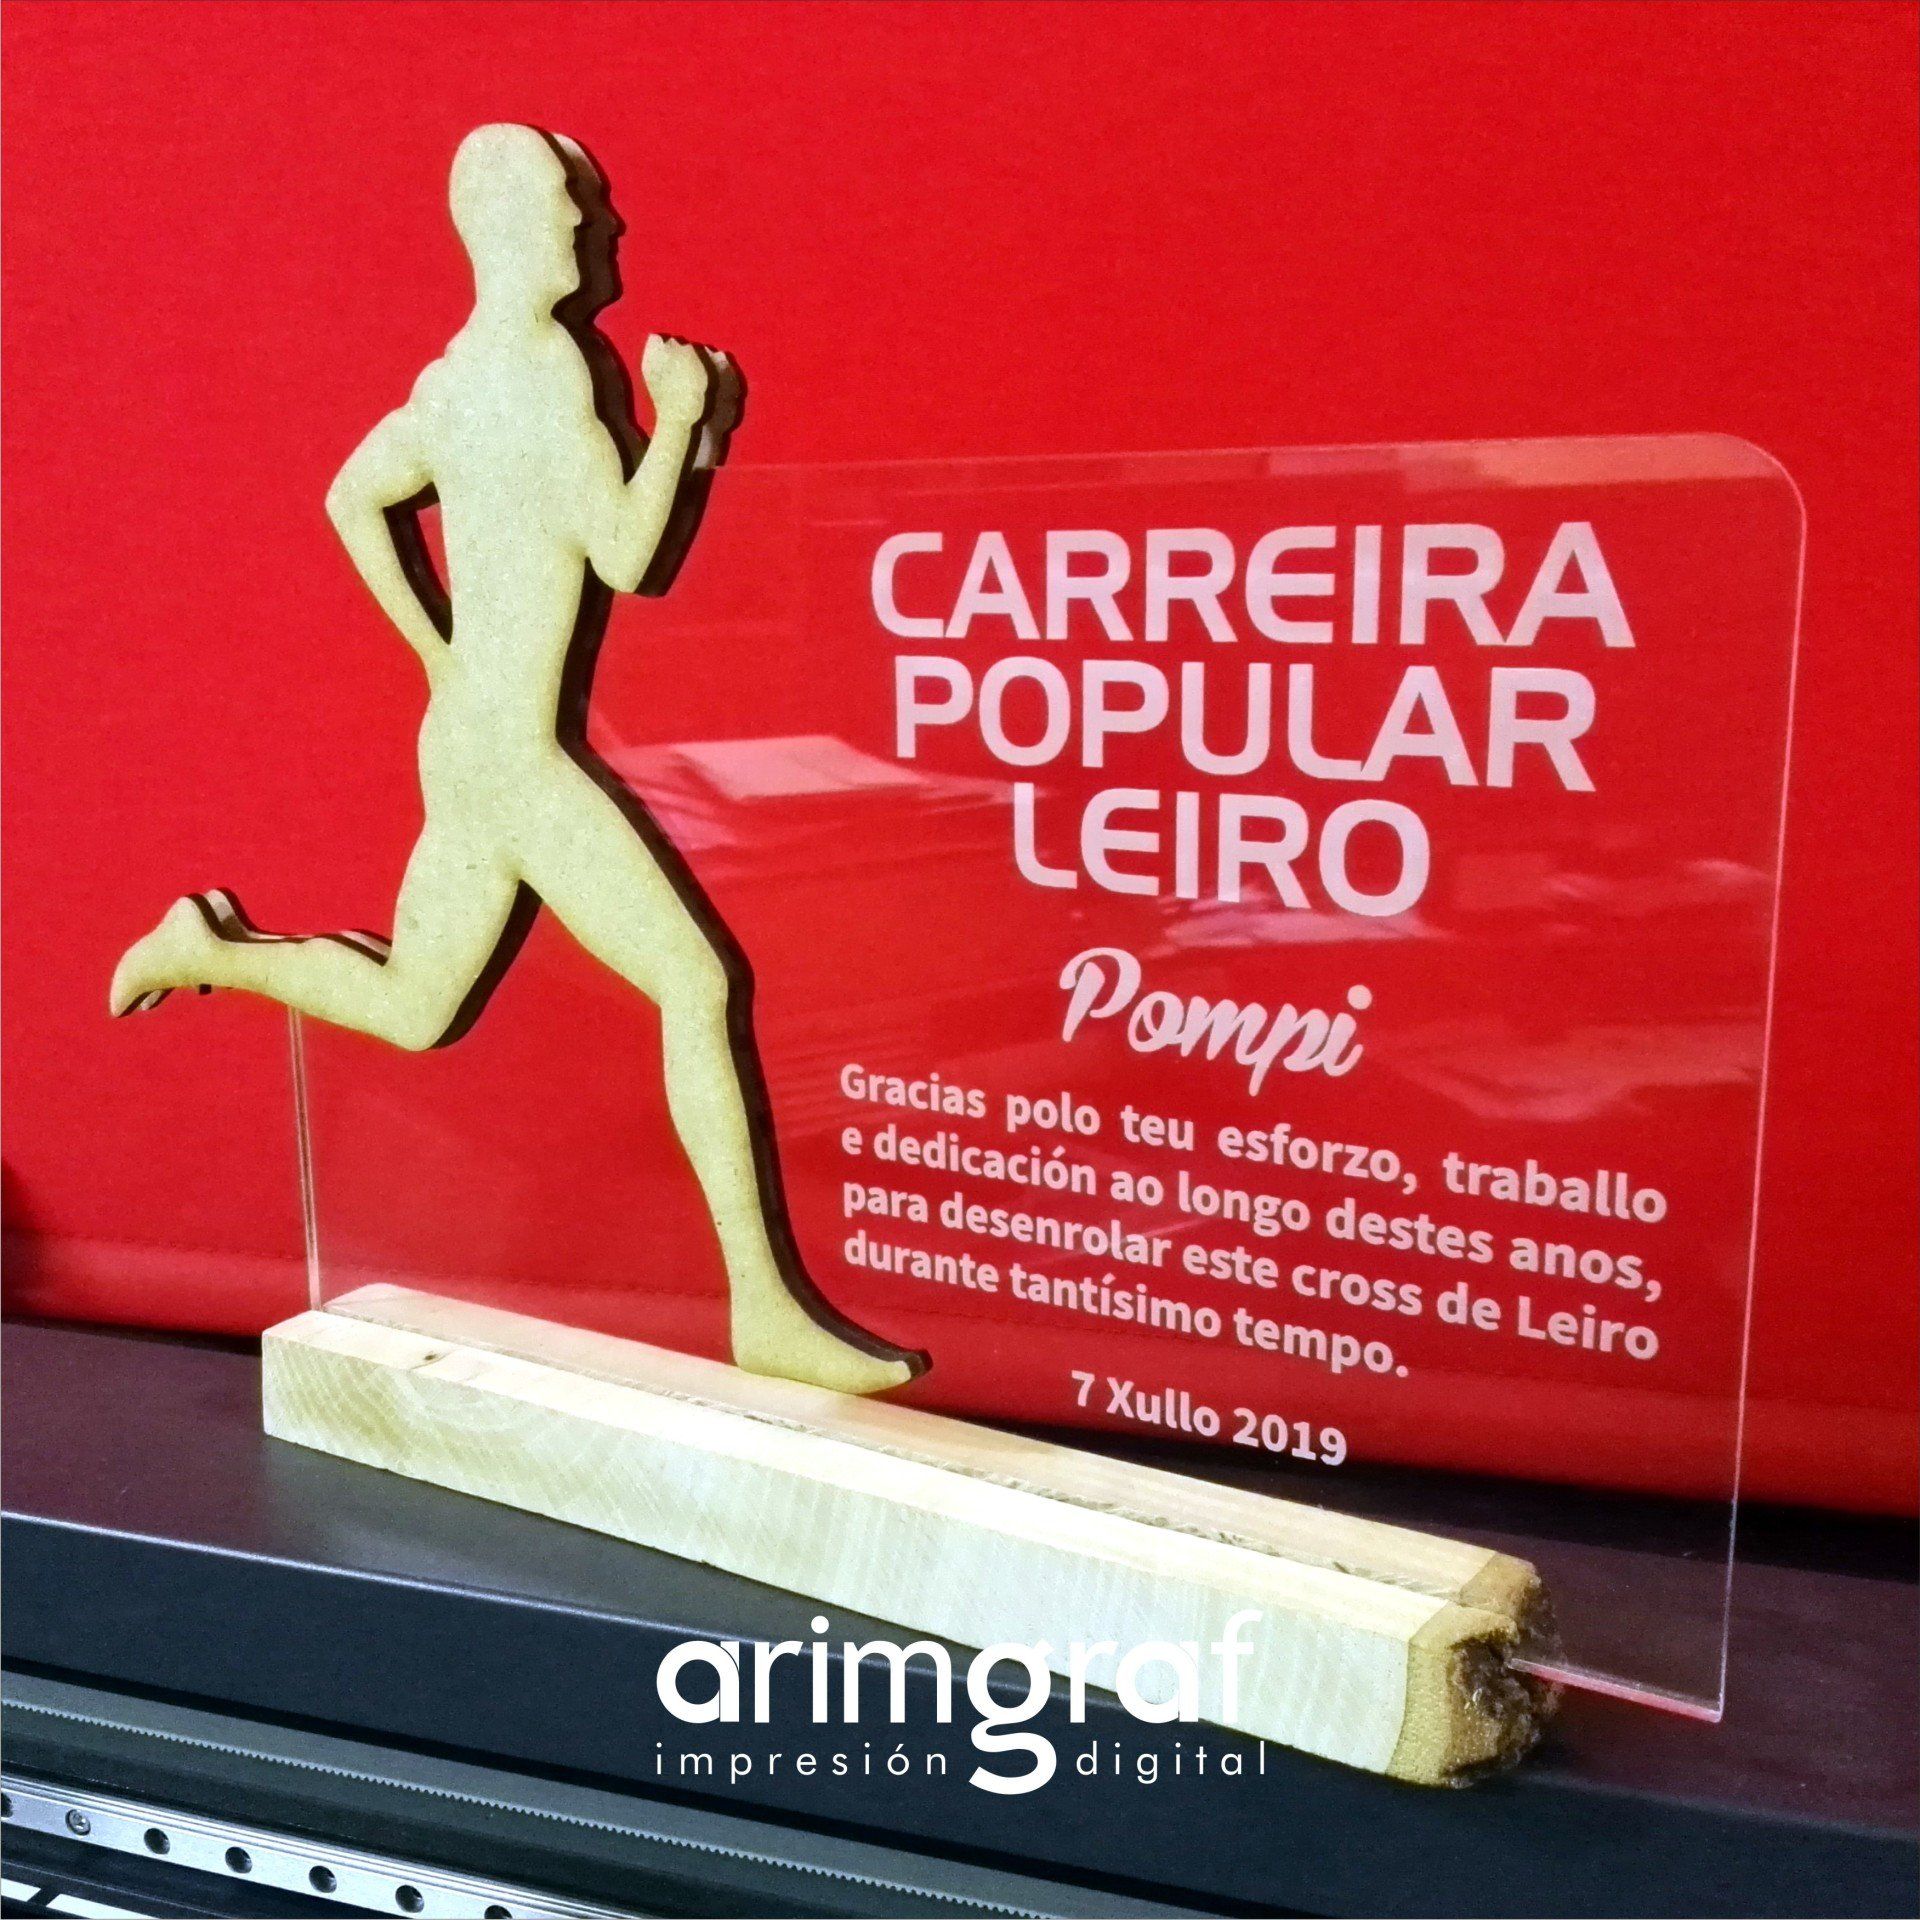 CARREIRA
POPULAR
LEIRO
Pompi
Gracias polo teu esforzo, traballo
e dedicación ao longo destes anos,
para desenrolar este cross de Leiro
durante tantísimo tempo.
7 Xullo 2019
arimgraf
impresión digital